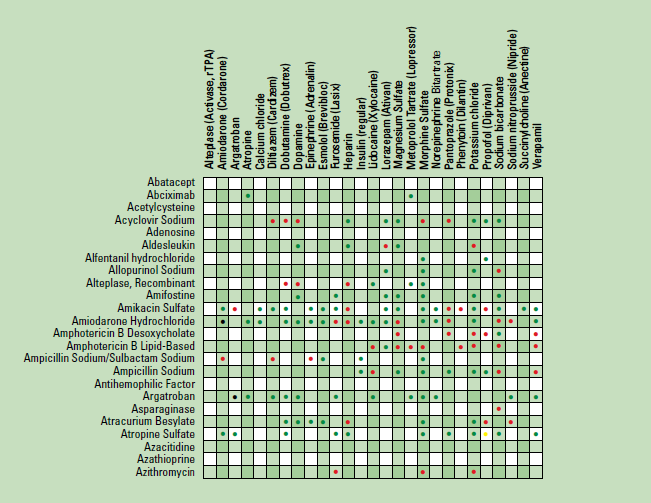 Alteplase (Activase, rTPA)
Amiodarone (Cordarone)
Argatroban
Atropine
Calcium chloride
Diltiazem (Cardizem)
Dobutamine (Dobutrex)
Dopamine
Epinephrine (Adrenalin)
Esmolol (Brevibloc)
Furosemide (Lasix)
Heparin
Insulin (regular)
Lidocaine (Xylocaine)
Lorazepam (Ativan)
Magnesium Sulfate
Metoprolol Tartrate (Lopressor)
Morphine Sulfate
Norepinephrine Bitartrate
Pantoprazole (Protonix)
Phenytoin (Dilantin)
Potassium chloride
Propofol (Diprivan)
Sodium bicarbonate
Sodium nitroprusside (Nipride)
Succinylcholine (Anectine)
Verapamil
Abatacept
Abciximab
Acetylcysteine
Acyclovir Sodium
Adenosine
Aldesleukin
Alfentanil hydrochloride
Allopurinol Sodium
Alteplase, Recombinant
Amifostine
Amikacin Sulfate
Amiodarone Hydrochloride
Amphotericin B Desoxycholate
Amphotericin B Lipid-Based
Ampicillin Sodium/Sulbactam Sodium
Ampicillin Sodium
Antihemophilic Factor
Argatroban
Asparaginase
Atracurium Besylate
Atropine Sulfate
Azacitidine
Azathioprine
Azithromycin